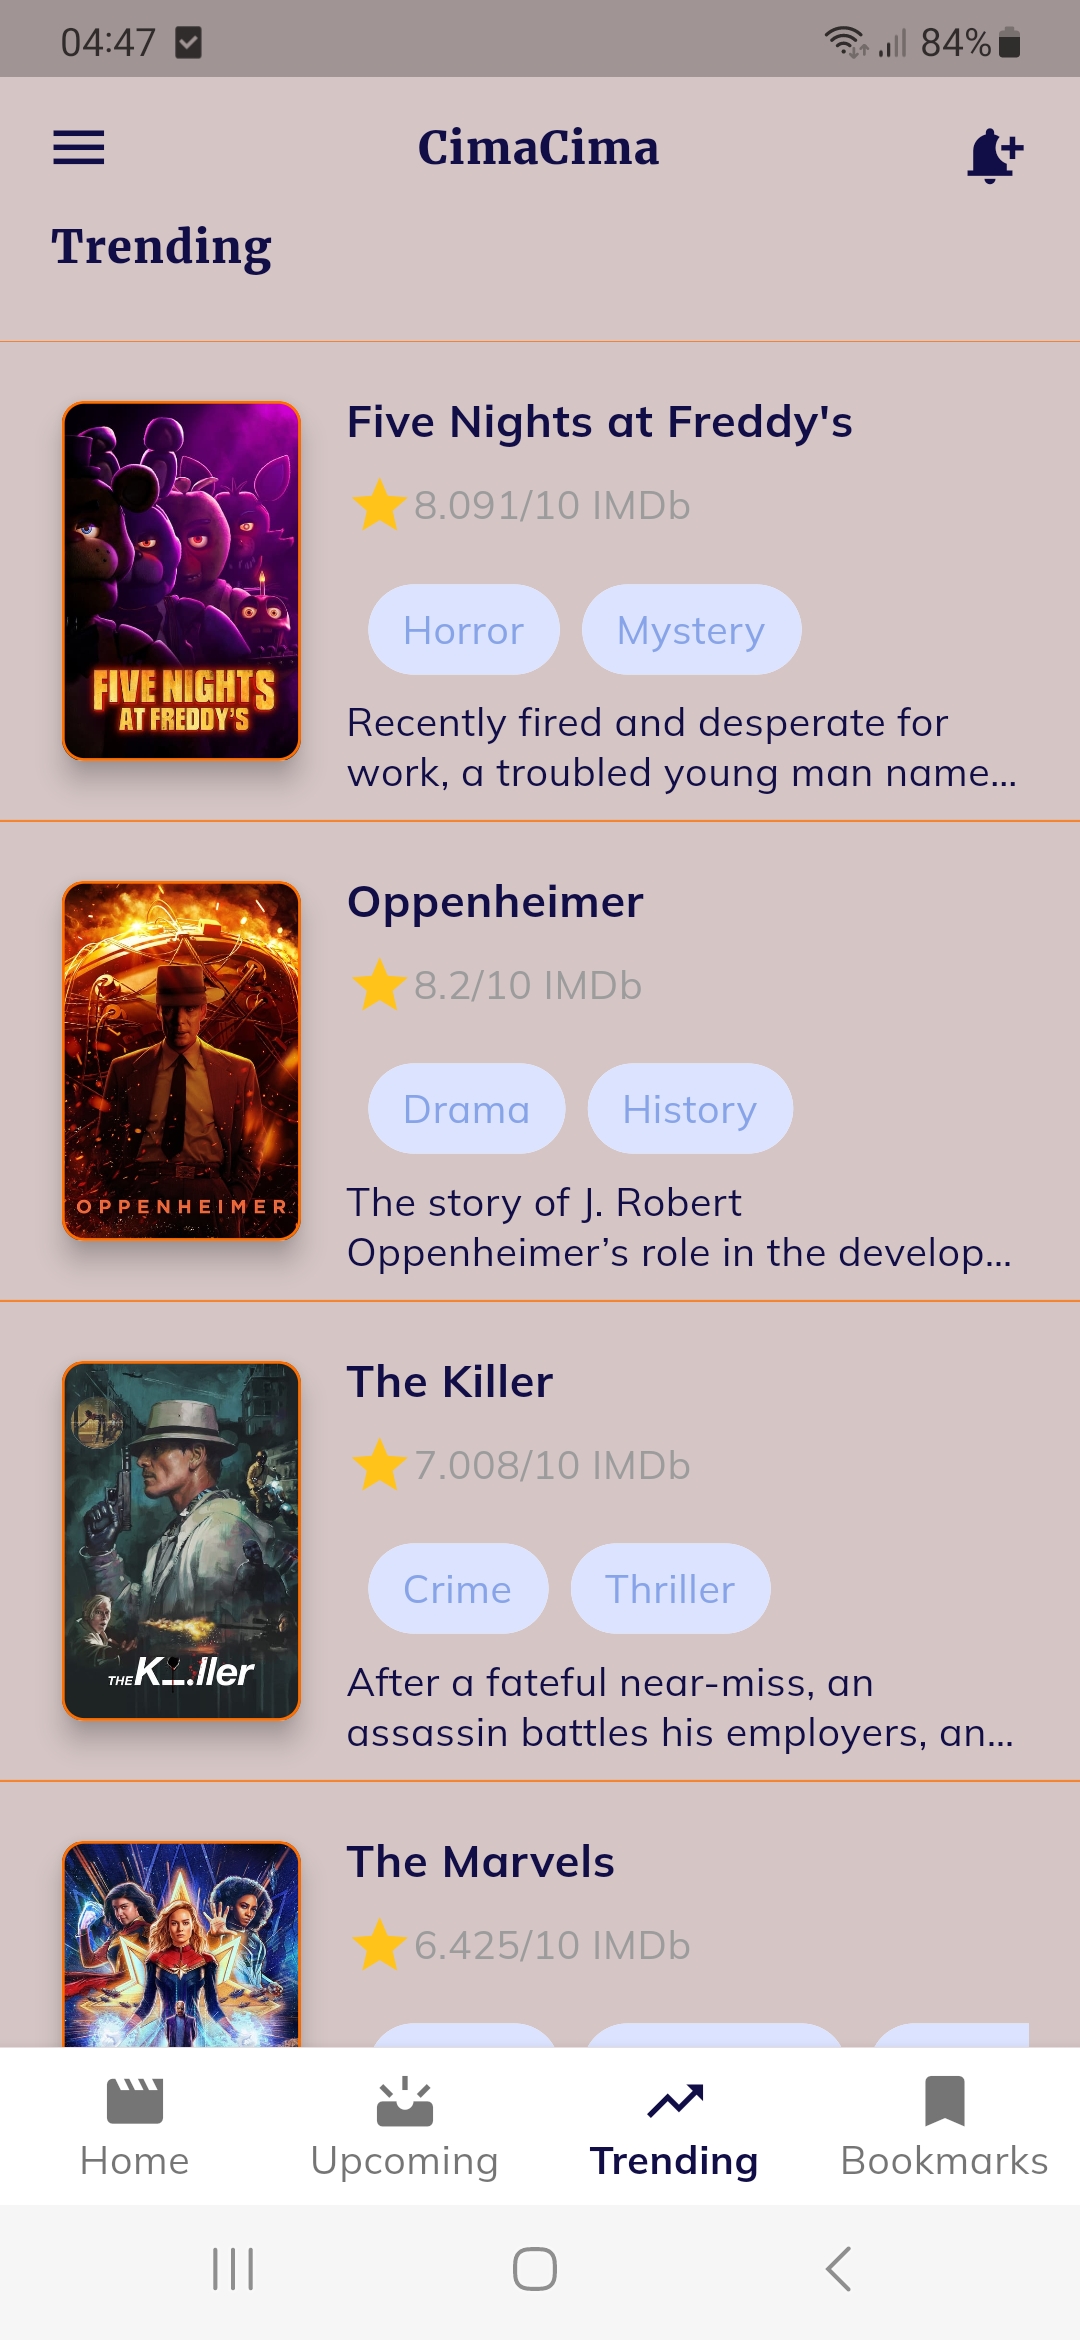 04:47
84%
CimaCima
Trending
Five Nights at Freddy's
8.091/10 IMDb
Horror
Mystery
FIVE NIGHTS
AT FREDDY'S
Recently fired and desperate for
work, a troubled young man name...
Oppenheimer
8.2/10 IMDb
Drama
History
OPPENHEIMER
The story of J. Robert
Oppenheimer’s role in the develop...
The Killer
7.008/10 IMDb
Crime
Thriller
THE Killer
After a fateful near-miss, an
assassin battles his employers, an...
The Marvels
6.425/10 IMDb
Home
Upcoming
Trending
Bookmarks